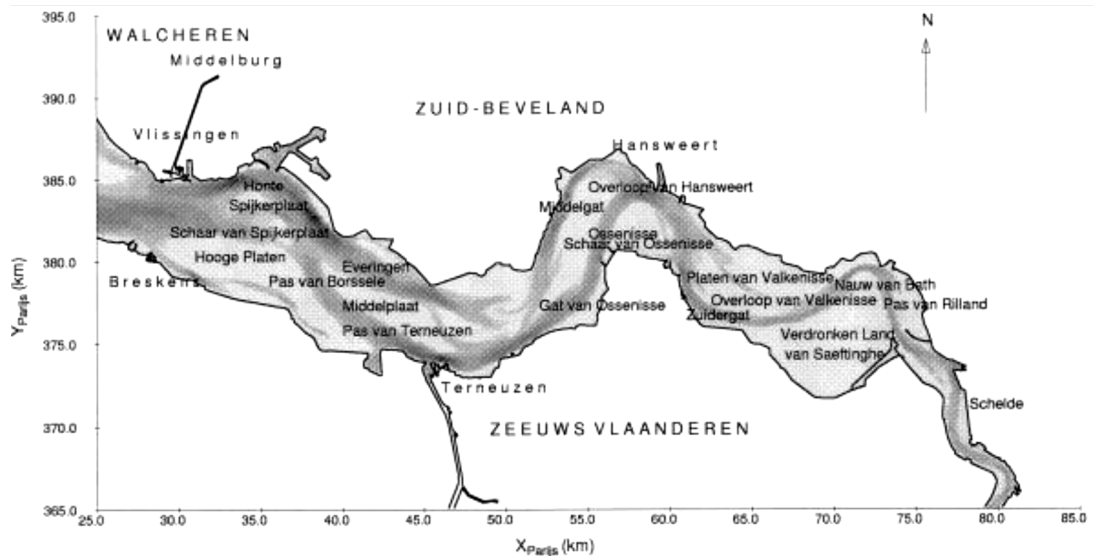 395.0
WALCHEREN
N
Middelburg
390.0
ZUID-BEVELAND
Vlissingen
Hansweert
385.0
Honte
Overloop van Hansweert
Spijkerplaat
Middelgat
Schaar van Spijkerplaat
Ossenisse
Schaar van Ossenisse
Hooge Platen
380.0
Everingen
Breskens
Pas van Borssele
Platen van Valkenisse
Nauw van Bath
Middelplaat
Gat van Ossenisse
Overloop van Valkenisse
Pas van Rilland
Zuidergat
Pas van Terneuzen
Verdronken Land
van Saeftinghe
375.0
Terneuzen
Schelde
370.0
ZEEUWS VLAANDEREN
365.0
25.0 30.0 35.0 40.0 45.0 50.0 55.0 60.0 65.0 70.0 75.0 80.0 85.0
X Parijs (km)
Y Parijs (km)